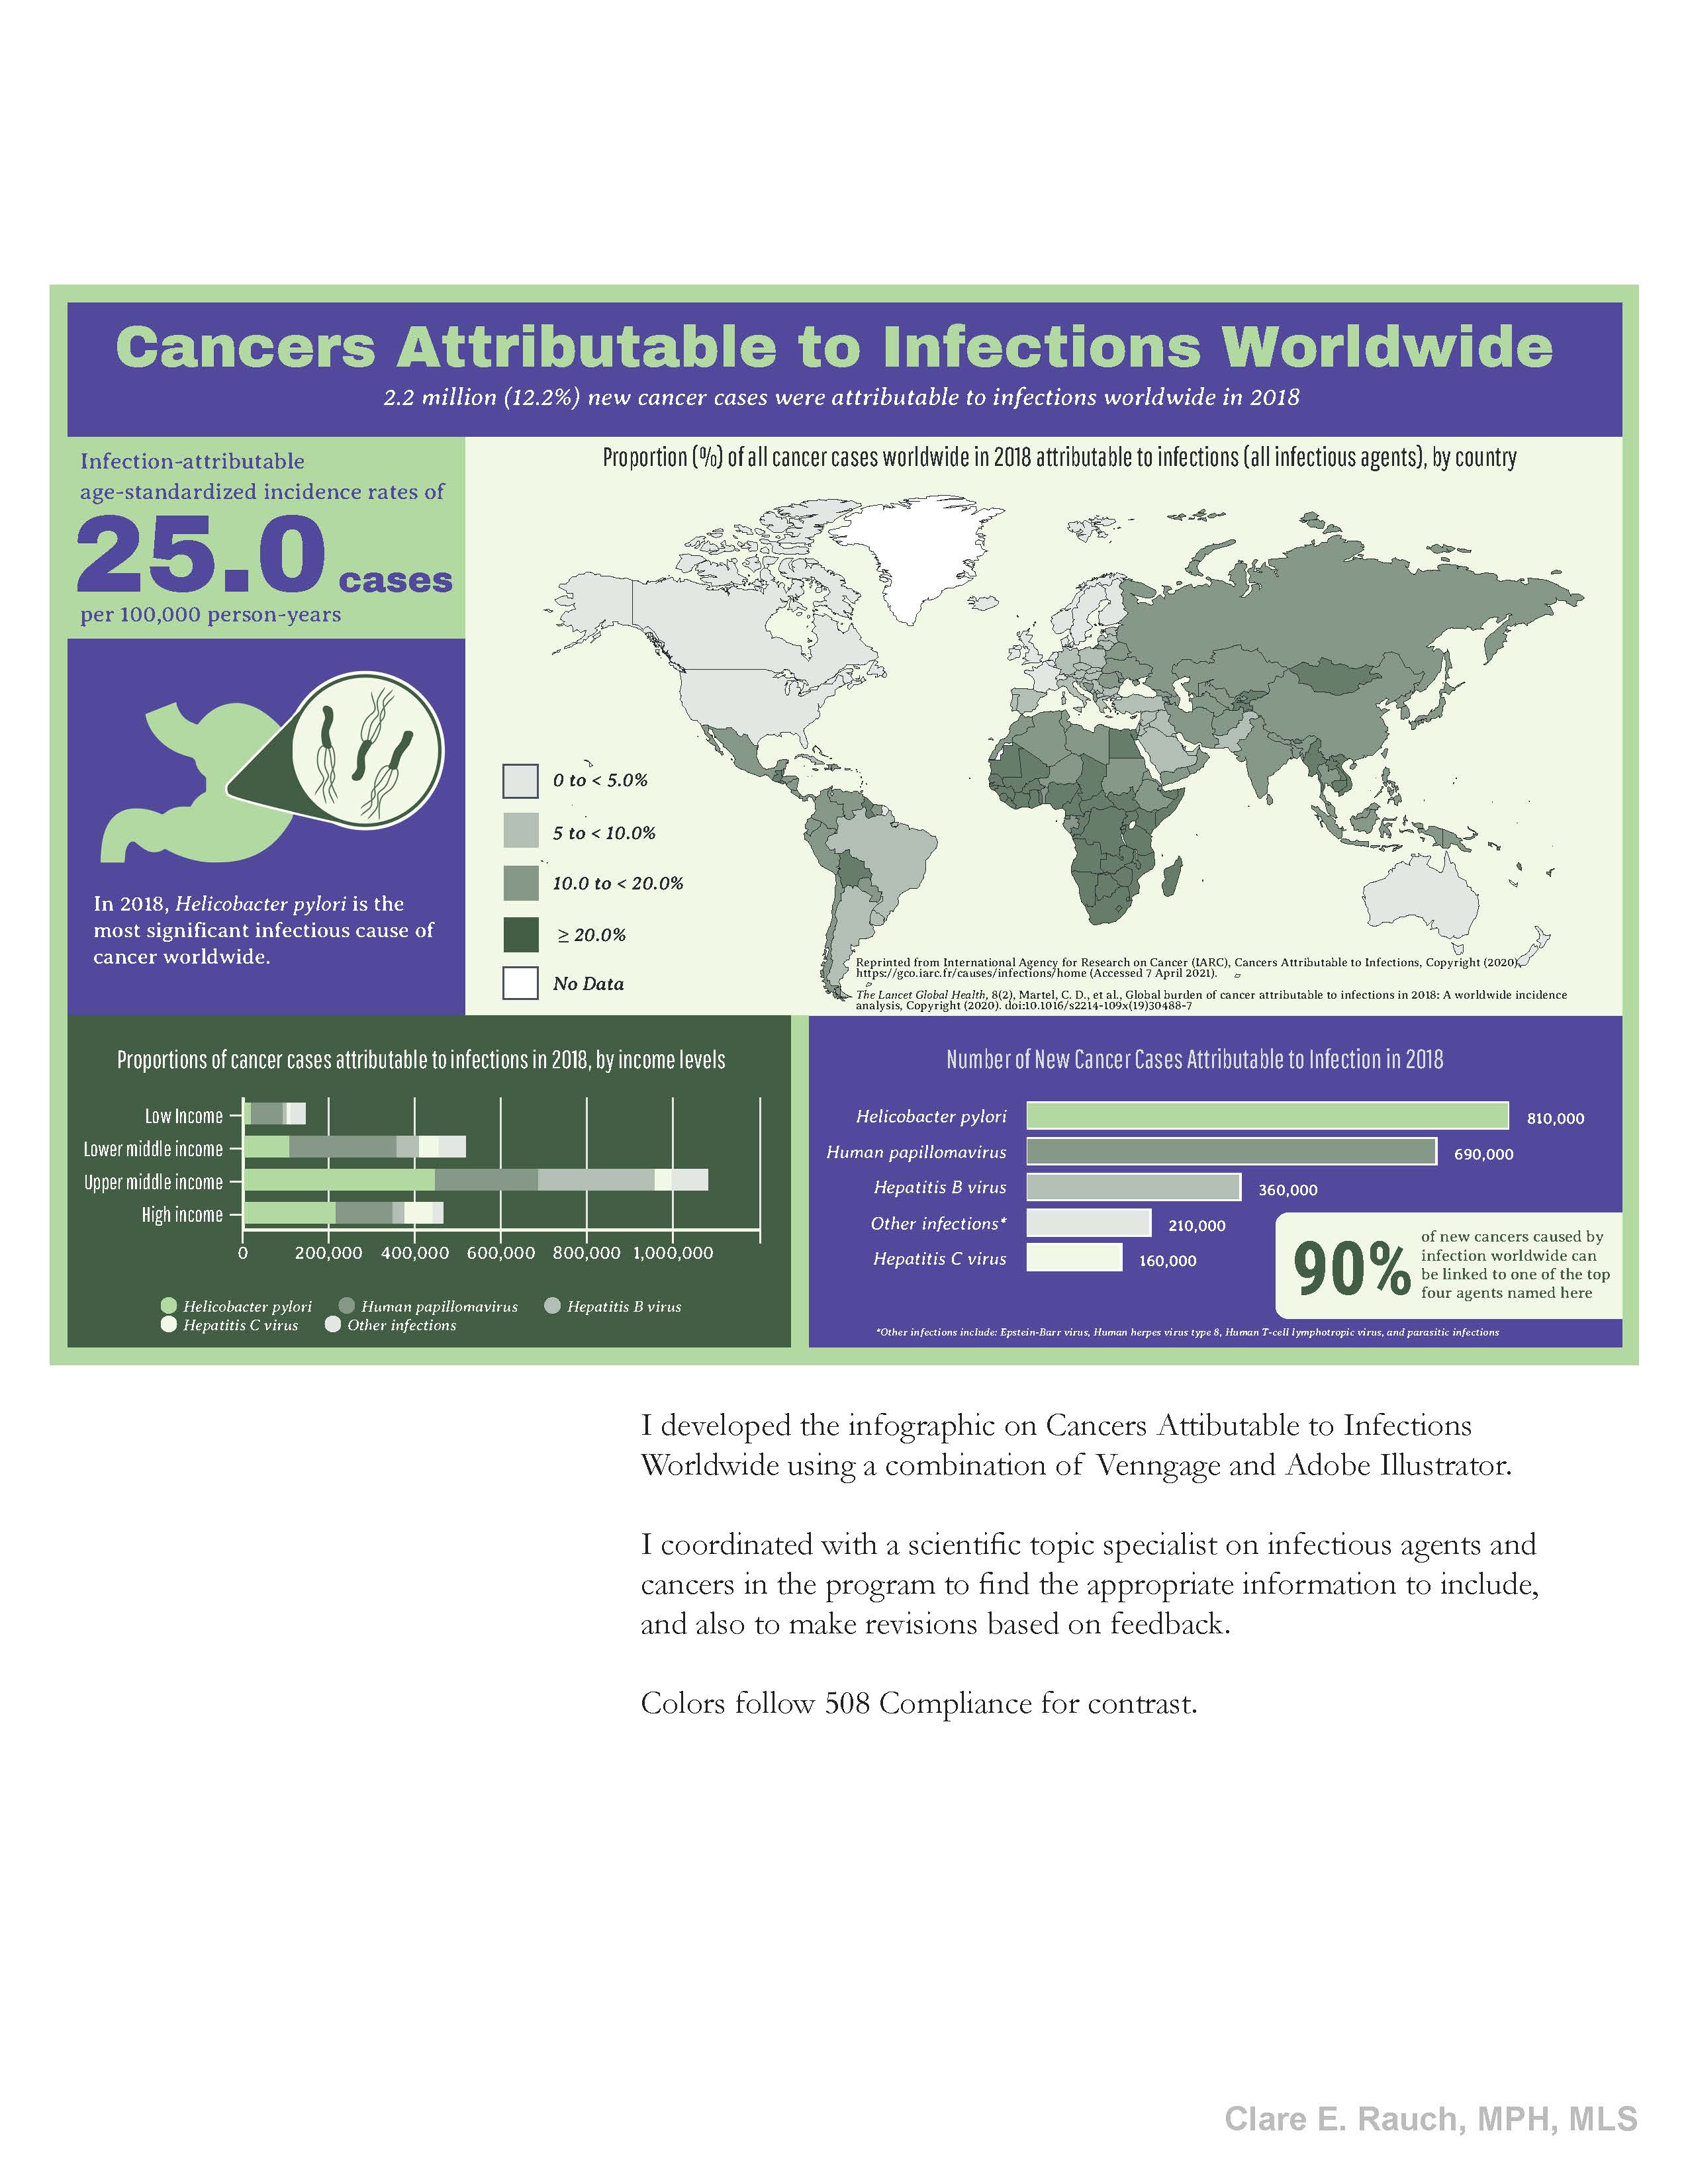 Cancers Attributable to Infections Worldwide
2.2 million (12.2%) new cancer cases were attributable to infections worldwide in 2018
Infection-attributable
age-standardized incidence rates of
25.0 cases
per 100,000 person-years
In 2018, Helicobacter pylori is the
most significant infectious cause of
cancer worldwide.
Proportion (%) of all cancer cases worldwide in 2018 attributable to infections (all infectious agents), by country
0 to < 5.0%
5 to < 10.0%
10.0 to < 20.0%
≥ 20.0%
No Data
Reprinted from International Agency for Research on Cancer (IARC), Cancers Attributable to Infections, Copyright (2020),
https://gco.iarc.fr/causes/infections/home (Accessed 7 April 2021).
The Lancet Global Health, 8(2), Martel, C. D., et al., Global burden of cancer attributable to infections in 2018: A worldwide incidence
analysis, Copyright (2020). doi:10.1016/s2214-109x(19)30488-7
Proportions of cancer cases attributable to infections in 2018, by income levels
Low Income
Lower middle income
Upper middle income
High income
0 200,000 400,000 600,000 800,000 1,000,000
Helicobacter pylori Human papillomavirus Hepatitis B virus
Hepatitis C virus Other infections
Number of New Cancer Cases Attributable to Infection in 2018
Helicobacter pylori 810,000
Human papillomavirus 690,000
Hepatitis B virus 360,000
Other infections* 210,000
Hepatitis C virus 160,000
90%
of new cancers caused by
infection worldwide can
be linked to one of the top
four agents named here
*Other infections include: Epstein-Barr virus, Human herpes virus type 8, Human T-cell lymphotropic virus, and parasitic infections
I developed the infographic on Cancers Attibutable to Infections
Worldwide using a combination of Venngage and Adobe Illustrator.
I coordinated with a scientific topic specialist on infectious agents and
cancers in the program to find the appropriate information to include,
and also to make revisions based on feedback.
Colors follow 508 Compliance for contrast.
Clare E. Rauch, MPH, MLS